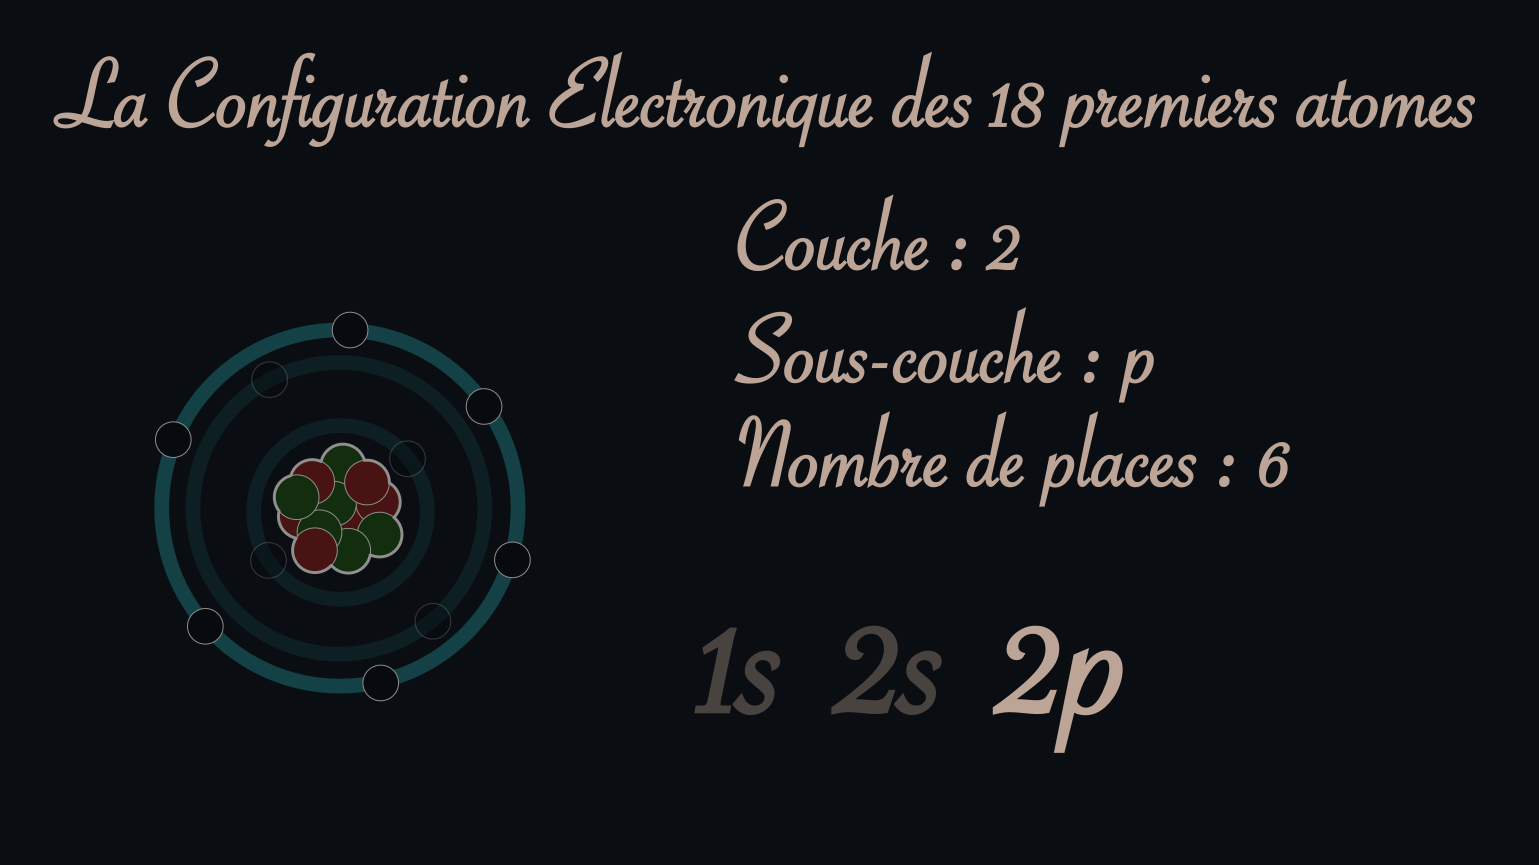 La Configuration Electronique des 18 premiers atomes
Couche : 2
Sous-couche : p
Nombre de places : 6
1s 2s 2p